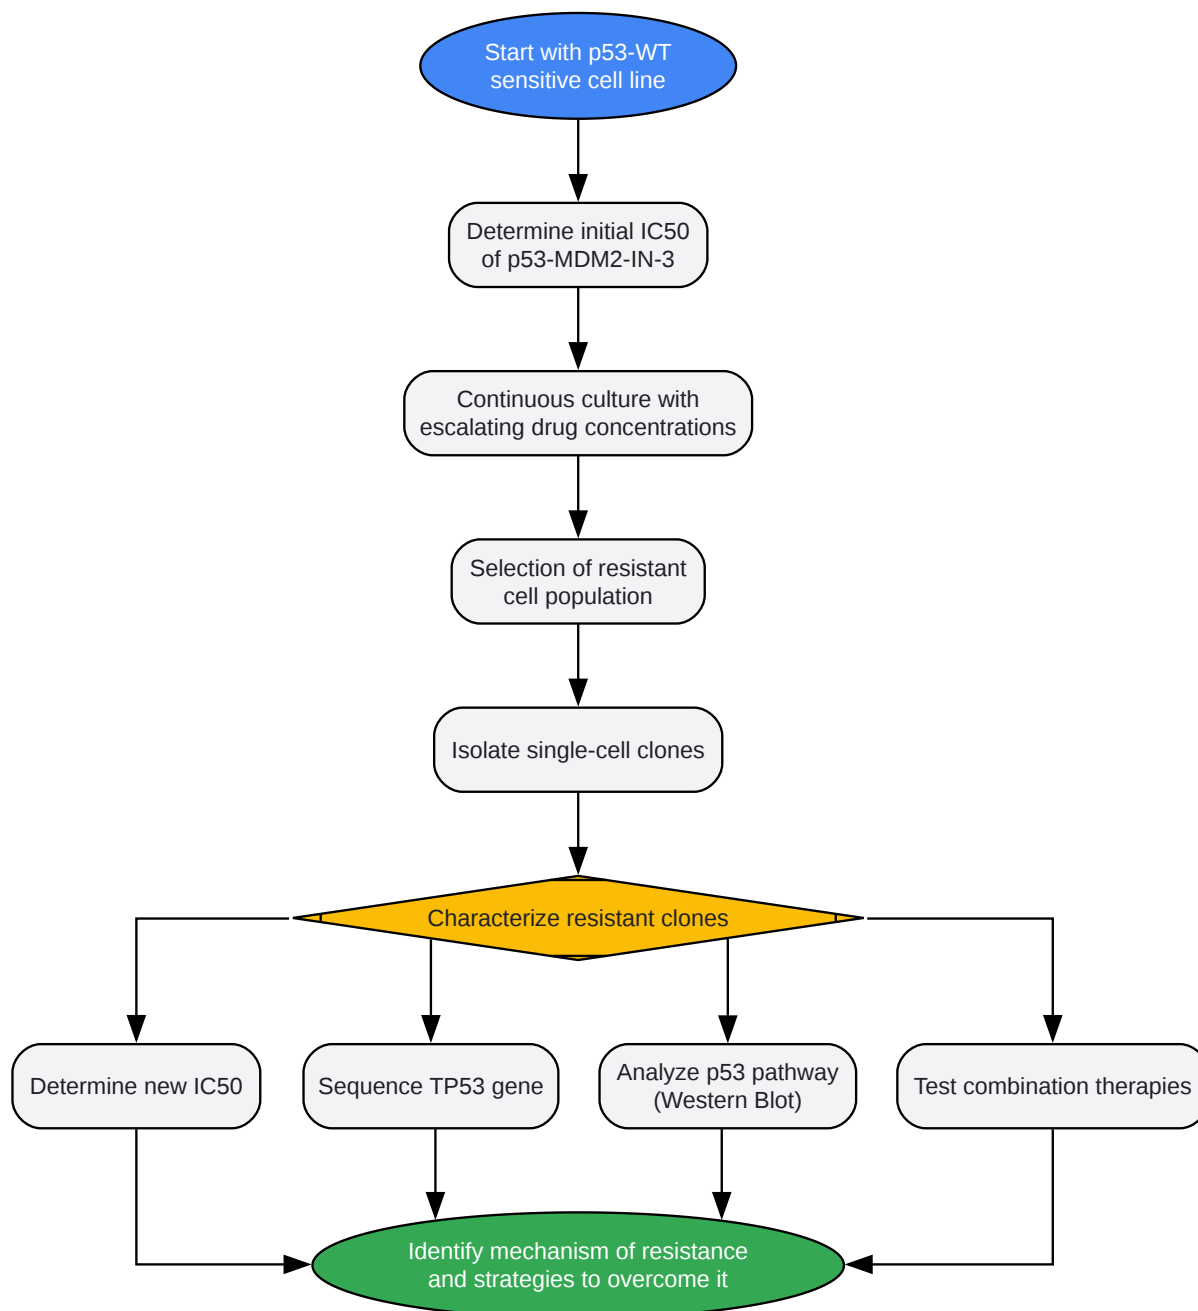 Start with p53-WT
sensitive cell line
Determine initial IC50
of p53-MDM2-IN-3
Continuous culture with
escalating drug concentrations
Selection of resistant
cell population
Isolate single-cell clones
Characterize resistant clones
Determine new IC50
Sequence TP53 gene
Analyze p53 pathway
(Western Blot)
Test combination therapies
Identify mechanism of resistance
and strategies to overcome it